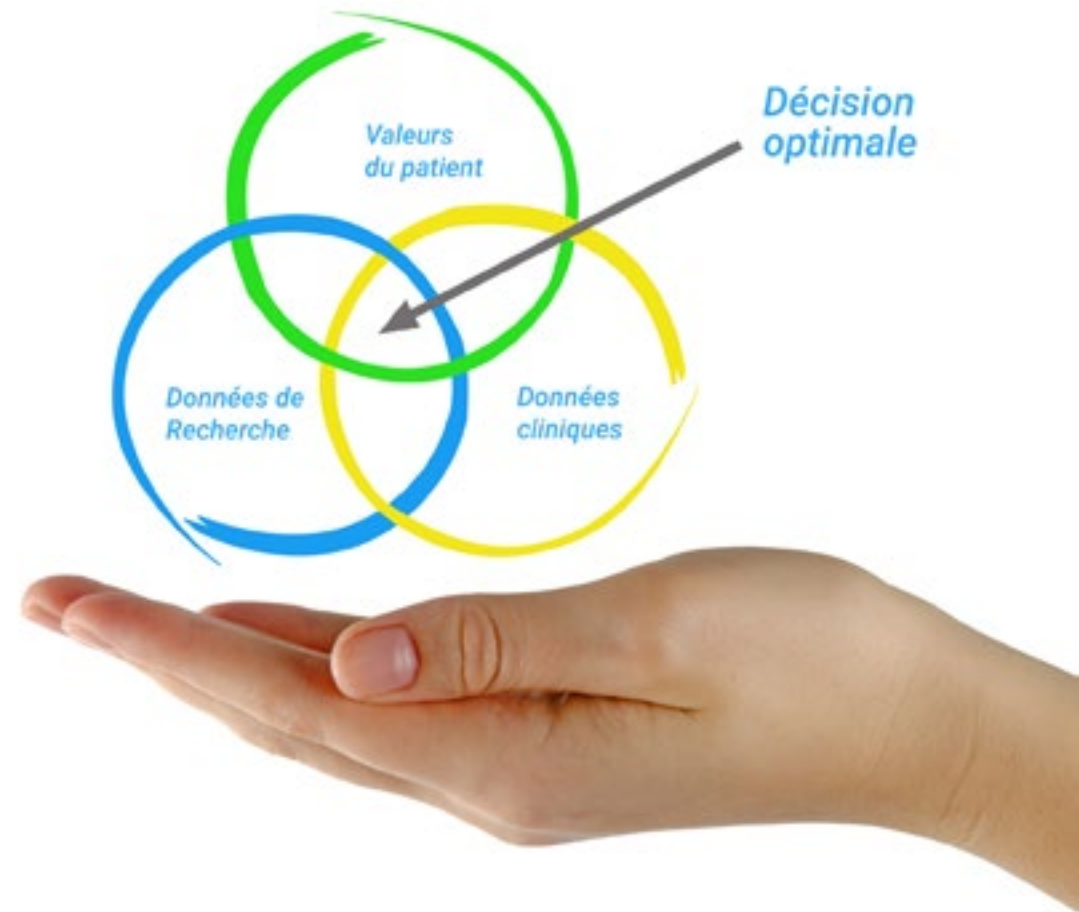 Valeurs
du patient
Décision
optimale
Données de
Recherche
Données
cliniques